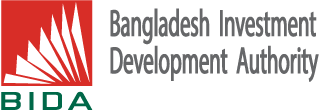 Bangladesh Investment
Development Authority
BIDA